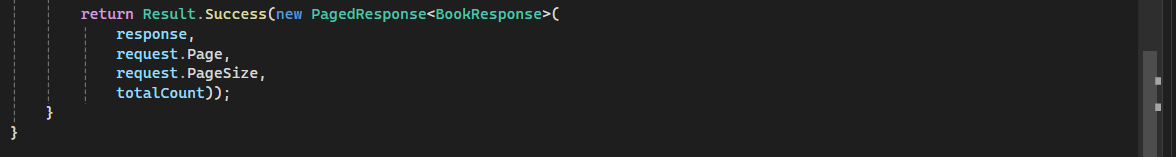 return Result.Success(new PagedResponse<BookResponse>(
response,
request.Page,
request.PageSize,
totalCount));
}
}